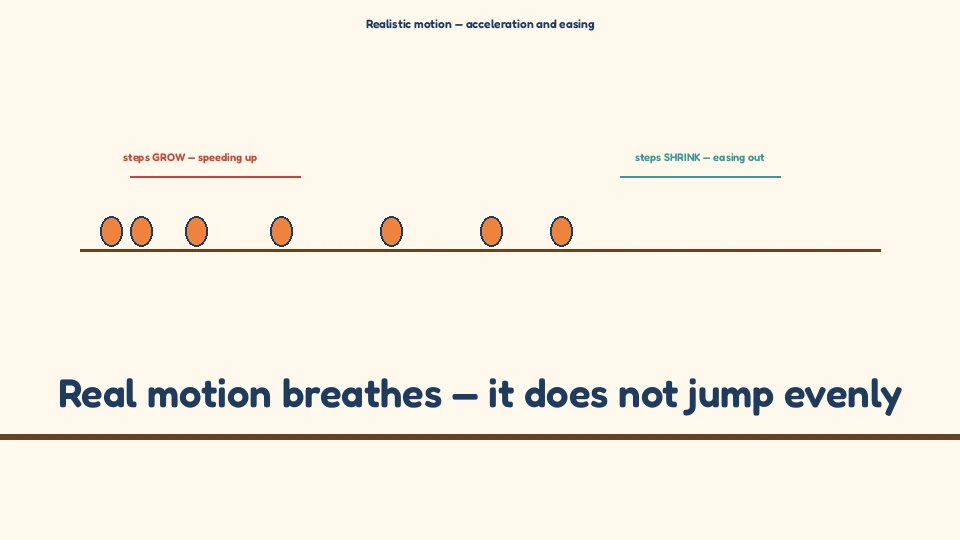 Realistic motion — acceleration and easing
steps GROW — speeding up
steps SHRINK — easing out
Real motion breathes — it does not jump evenly